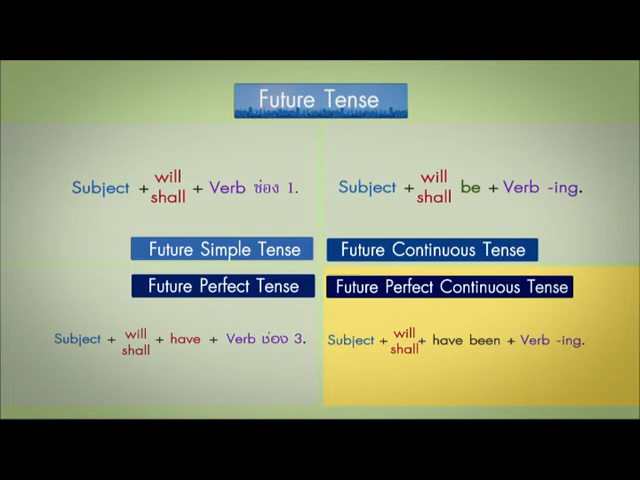 Future Tense
Subject + will shall + Verb ช่อง 1.
Subject + will shall be + Verb -ing.
Future Simple Tense
Future Continuous Tense
Future Perfect Tense
Future Perfect Continuous Tense
Subject + will shall + have + Verb ช่อง 3.
Subject + will shall + have been + Verb -ing.